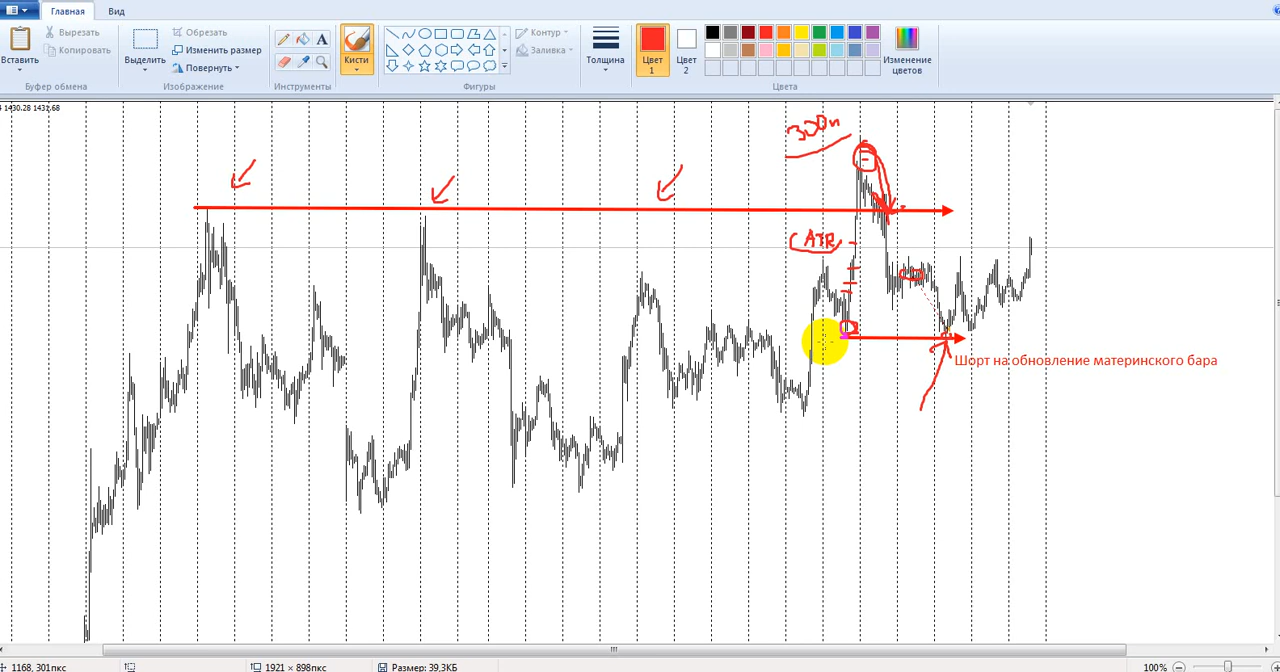 Главная
Вид
Вставить
Вырезать
Копировать
Буфер обмена
Выделить
Обрезать
Изменить размер
Повернуть
Изображение
Инструменты
Кисти
Контур
Заливка
Фигуры
Толщина
Цвет 1
Цвет 2
Изменение цветов
Цвета
1430.28 1431.68
300п
ATR
Шорт на обновление материнского бара
1168, 301пкс
1921 × 898пкс
Размер: 39,3КБ
100%